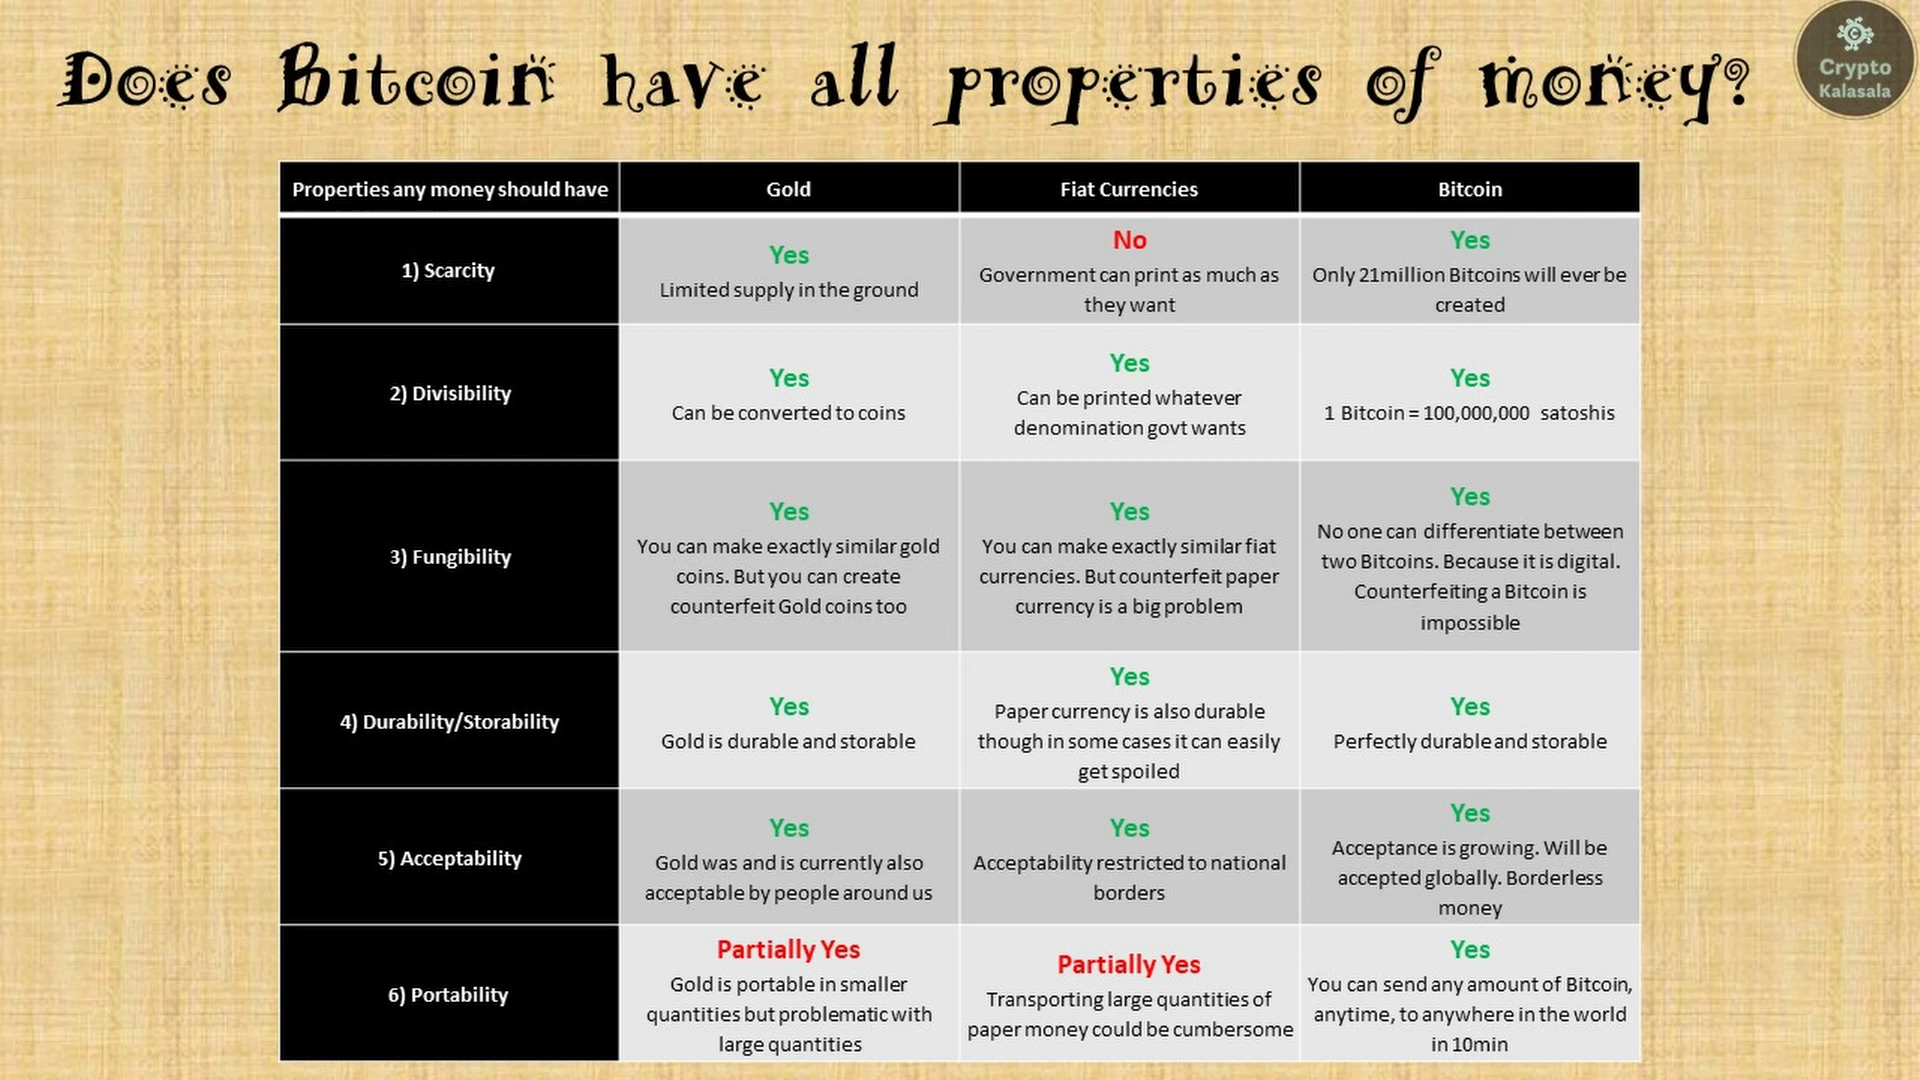 Does Bitcoin have all properties of money?
Crypto
Kalasala
Properties any money should have
Gold
Fiat Currencies
Bitcoin
1) Scarcity
Yes
Limited supply in the ground
No
Government can print as much as
they want
Yes
Only 21million Bitcoins will ever be
created
2) Divisibility
Yes
Can be converted to coins
Yes
Can be printed whatever
denomination govt wants
Yes
1 Bitcoin = 100,000,000 satoshis
3) Fungibility
Yes
You can make exactly similar gold
coins. But you can create
counterfeit Gold coins too
Yes
You can make exactly similar fiat
currencies. But counterfeit paper
currency is a big problem
Yes
No one can differentiate between
two Bitcoins. Because it is digital.
Counterfeiting a Bitcoin is
impossible
4) Durability/Storability
Yes
Gold is durable and storable
Yes
Paper currency is also durable
though in some cases it can easily
get spoiled
Yes
Perfectly durable and storable
5) Acceptability
Yes
Gold was and is currently also
acceptable by people around us
Yes
Acceptability restricted to national
borders
Yes
Acceptance is growing. Will be
accepted globally. Borderless
money
6) Portability
Partially Yes
Gold is portable in smaller
quantities but problematic with
large quantities
Partially Yes
Transporting large quantities of
paper money could be cumbersome
Yes
You can send any amount of Bitcoin,
anytime, to anywhere in the world
in 10min